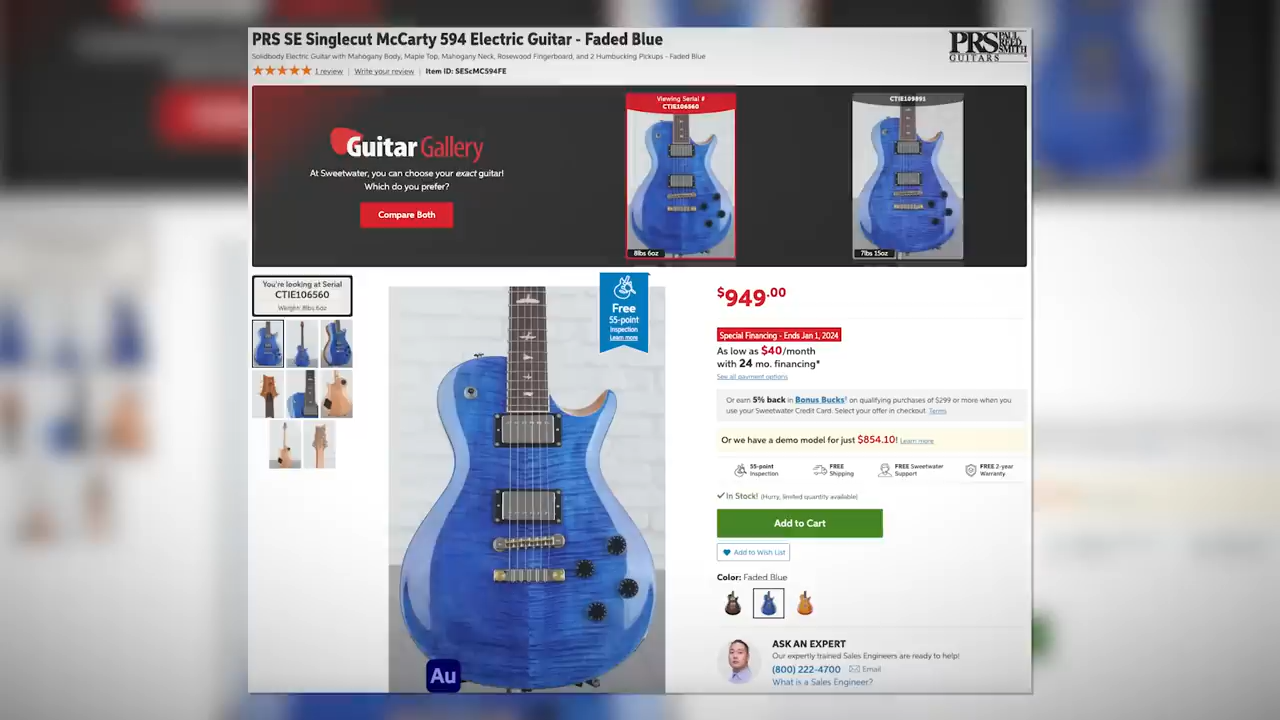 PRS SE Singlecut McCarty 594 Electric Guitar - Faded Blue
Solidbody Electric Guitar with Mahogany Body, Maple Top, Mahogany Neck, Rosewood Fingerboard, and 2 Humbucking Pickups - Faded Blue
1 review | Write your review | Item ID: SEScMC594FE
PRS PAUL REED SMITH GUITARS
Guitar Gallery
At Sweetwater, you can choose your exact guitar!
Which do you prefer?
Compare Both
Viewing Serial #
CTIE106560
8lbs 6oz
CTIE109891
7lbs 15oz
You're looking at Serial
CTIE106560
Weight: 8lbs 6oz
Free
55-point
Inspection
Learn more
Au
$949.00
Special Financing - Ends Jan 1, 2024
As low as $40/month
with 24 mo. financing*
See all payment options
Or earn 5% back in Bonus Bucks† on qualifying purchases of $299 or more when you
use your Sweetwater Credit Card. Select your offer in checkout. Terms
Or we have a demo model for just $854.10! Learn more
55-point
Inspection
FREE
Shipping
FREE Sweetwater
Support
FREE 2-year
Warranty
In Stock! (Hurry, limited quantity available)
Add to Cart
Add to Wish List
Color: Faded Blue
ASK AN EXPERT
Our expertly trained Sales Engineers are ready to help!
(800) 222-4700 Email
What is a Sales Engineer?